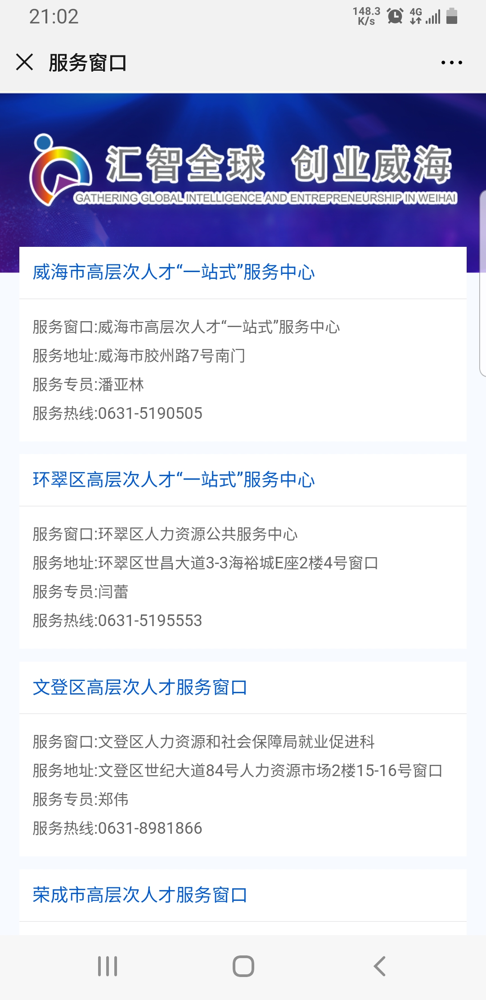 21:02
148.3
K/s
4G
服务窗口
汇智全球 创业威海
GATHERING GLOBAL INTELLIGENCE AND ENTREPRENEURSHIP IN WEIHAI
威海市高层次人才“一站式”服务中心
服务窗口:威海市高层次人才“一站式”服务中心
服务地址:威海市胶州路7号南门
服务专员:潘亚林
服务热线:0631-5190505
环翠区高层次人才“一站式”服务中心
服务窗口:环翠区人力资源公共服务中心
服务地址:环翠区世昌大道3-3海裕城E座2楼4号窗口
服务专员:闫蕾
服务热线:0631-5195553
文登区高层次人才服务窗口
服务窗口:文登区人力资源和社会保障局就业促进科
服务地址:文登区世纪大道84号人力资源市场2楼15-16号窗口
服务专员:郑伟
服务热线:0631-8981866
荣成市高层次人才服务窗口